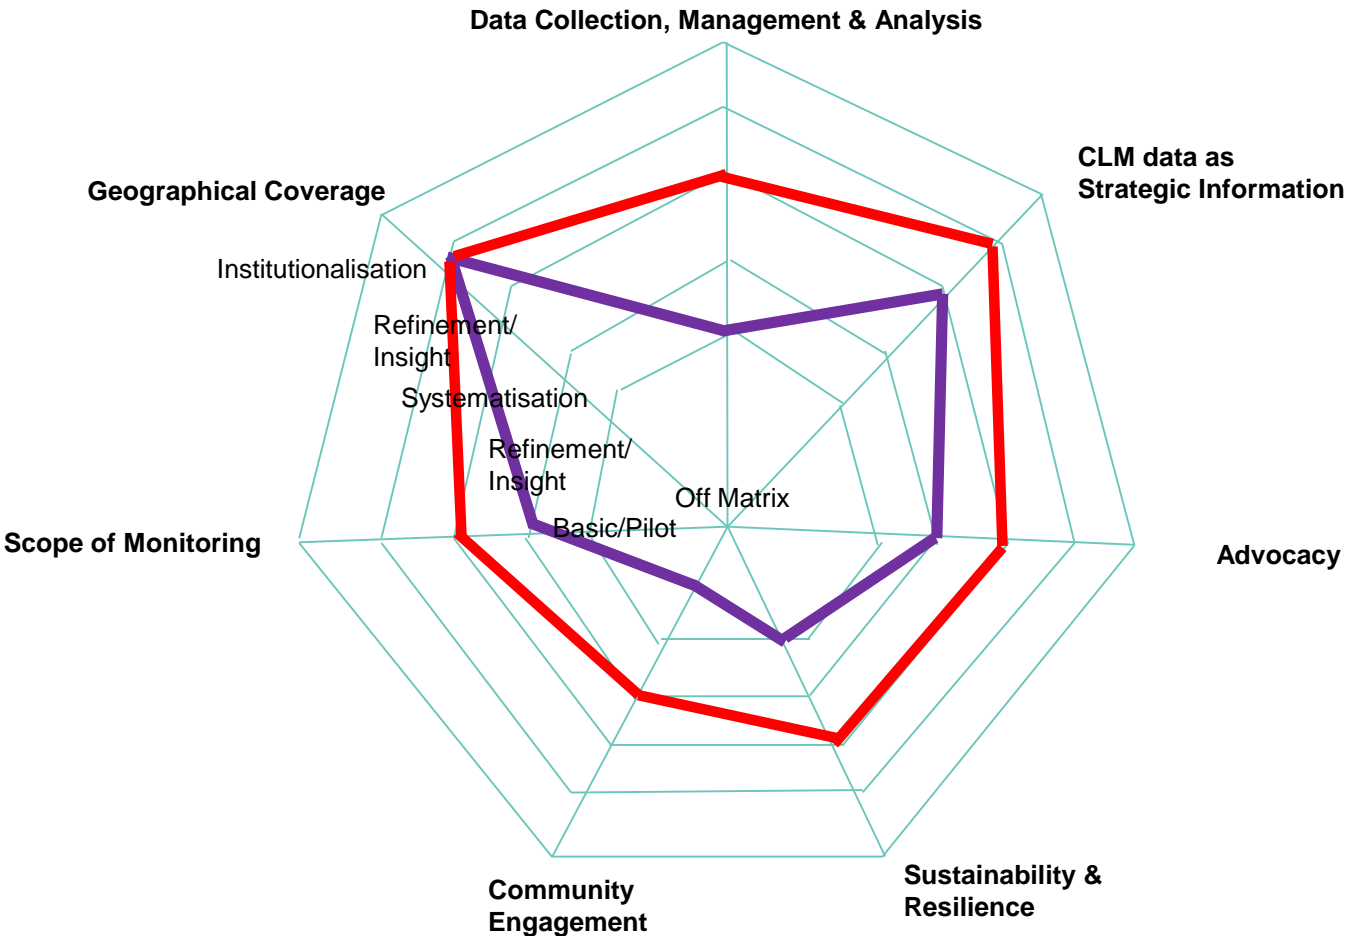 Data Collection, Management & Analysis
CLM data as
Strategic Information
Geographical Coverage
Institutionalisation
Refinement/
Insight
Systematisation
Refinement/
Insight
Off Matrix
Basic/Pilot
Scope of Monitoring
Advocacy
Sustainability &
Resilience
Community
Engagement